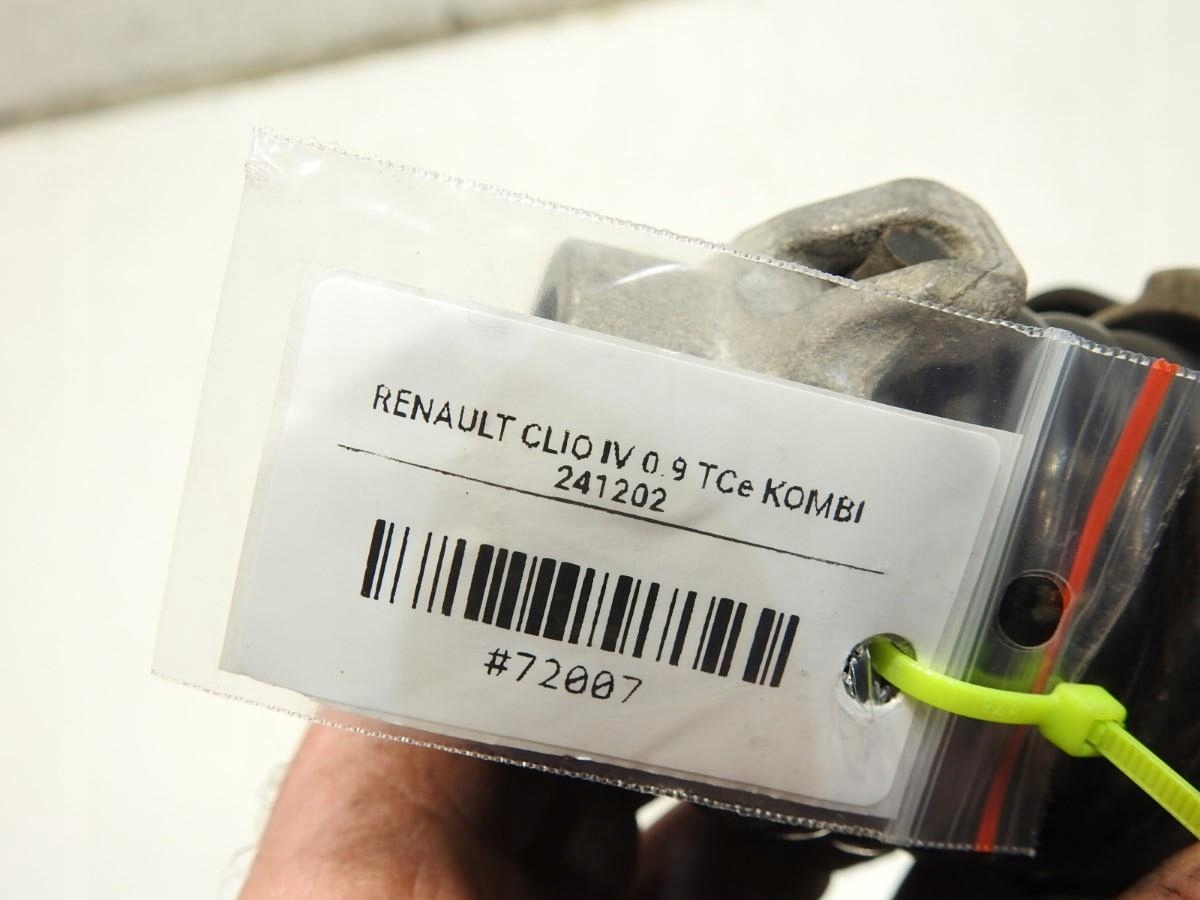 RENAULT CLIO IV 0.9 TCe KOMBI
241202
#72007